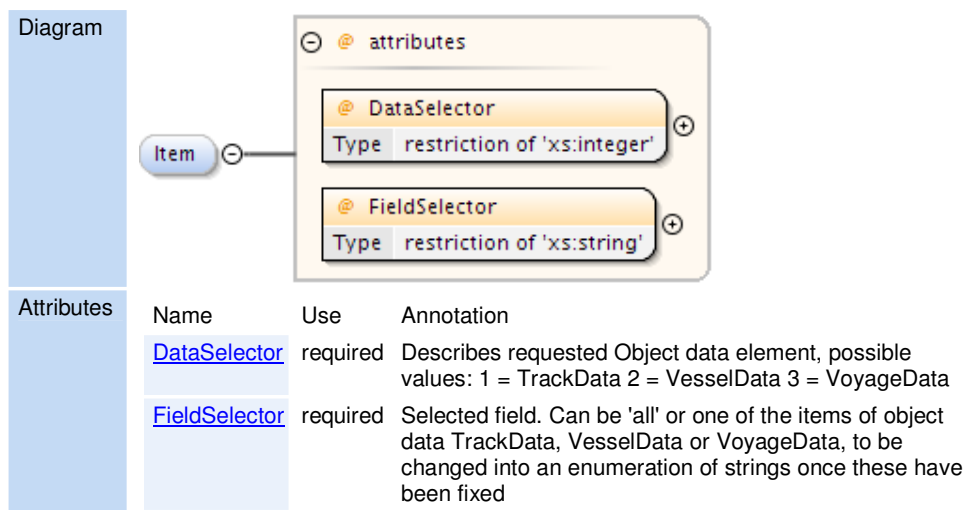 Diagram
@ attributes
@ DataSelector
Type restriction of 'xs:integer'
Item
@ FieldSelector
Type restriction of 'xs:string'
Attributes
Name Use Annotation
DataSelector required Describes requested Object data element, possible
values: 1 = TrackData 2 = VesselData 3 = VoyageData
FieldSelector required Selected field. Can be 'all' or one of the items of object
data TrackData, VesselData or VoyageData, to be
changed into an enumeration of strings once these have
been fixed